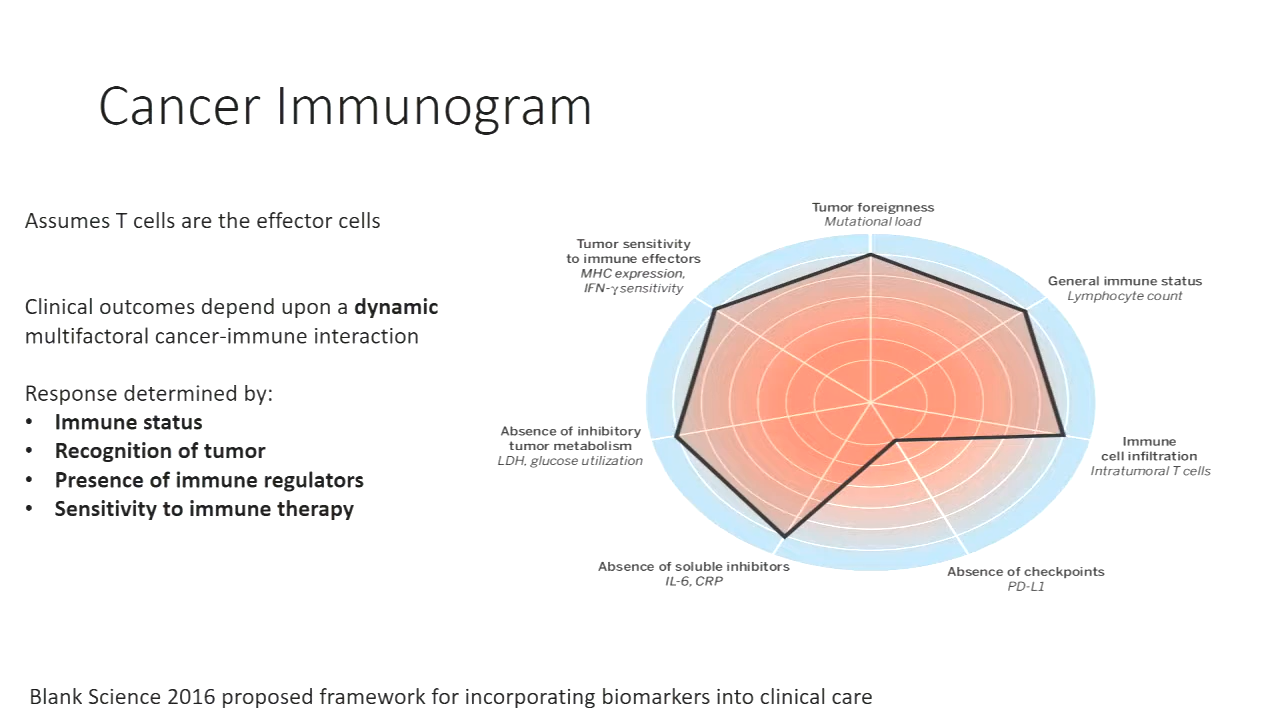 Cancer Immunogram
Assumes T cells are the effector cells
Clinical outcomes depend upon a dynamic
multifactoral cancer-immune interaction
Response determined by:
• Immune status
• Recognition of tumor
• Presence of immune regulators
• Sensitivity to immune therapy
Tumor foreignness
Mutational load
General immune status
Lymphocyte count
Immune
cell infiltration
Intratumoral T cells
Absence of checkpoints
PD-L1
Absence of soluble inhibitors
IL-6, CRP
Absence of inhibitory
tumor metabolism
LDH, glucose utilization
Tumor sensitivity
to immune effectors
MHC expression,
IFN-γ sensitivity
Blank Science 2016 proposed framework for incorporating biomarkers into clinical care